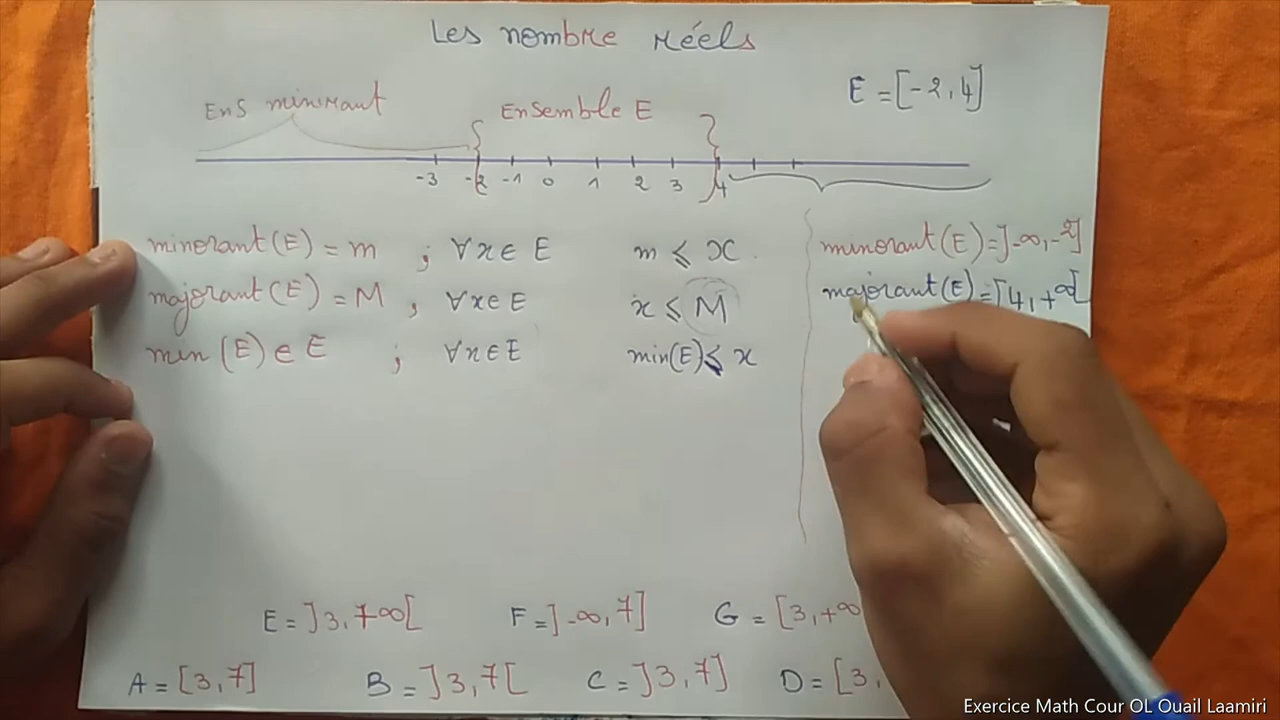 Les nombre réels
E = [-2, 4]
Ens minorant
Ensemble E
-3 -2 -1 0 1 2 3 4
minorant (E) = m ; ∀x∈ E m ⩽ x
minorant (E) = ]-∞, -2]
majorant (E) = M , ∀x∈E x ⩽ M
majorant (E) = [4, +∞[
min (E) ∈ E ; ∀x∈E min(E) ⩽ x
E = ]3, +∞[ F = ]-∞, 7] G = [3, +∞
A = [3, 7] B = ]3, 7[ C = ]3, 7] D = [3,
Exercice Math Cour OL Ouail Laamiri